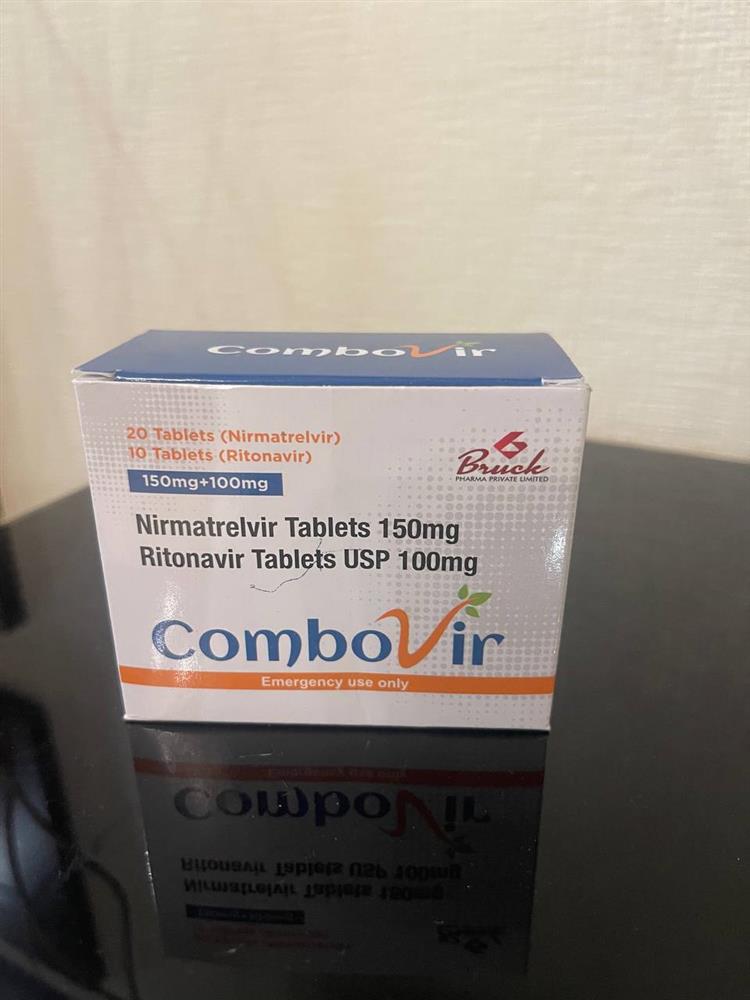 ComboVir
20 Tablets (Nirmatrelvir)
10 Tablets (Ritonavir)
150mg+100mg
Bruck
PHARMA PRIVATE LIMITED
Nirmatrelvir Tablets 150mg
Ritonavir Tablets USP 100mg
ComboVir
Emergency use only